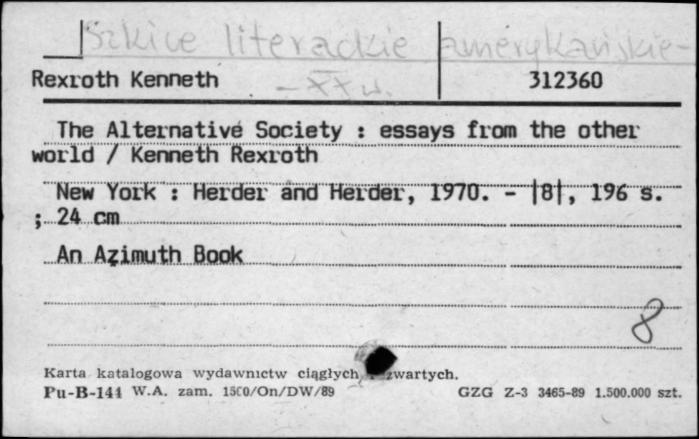 Szkice literackie amerykańskie-
- XX w.
Rexroth Kenneth 312360
The Alternative Society : essays from the other
world / Kenneth Rexroth
New York : Herder and Herder, 1970. - |8|, 196 s.
; 24 cm
An Azimuth Book
8
Karta katalogowa wydawnictw ciągłych zwartych.
Pu-B-144 W.A. zam. 1500/On/DW/89 GZG Z-3 3465-89 1.500.000 szt.